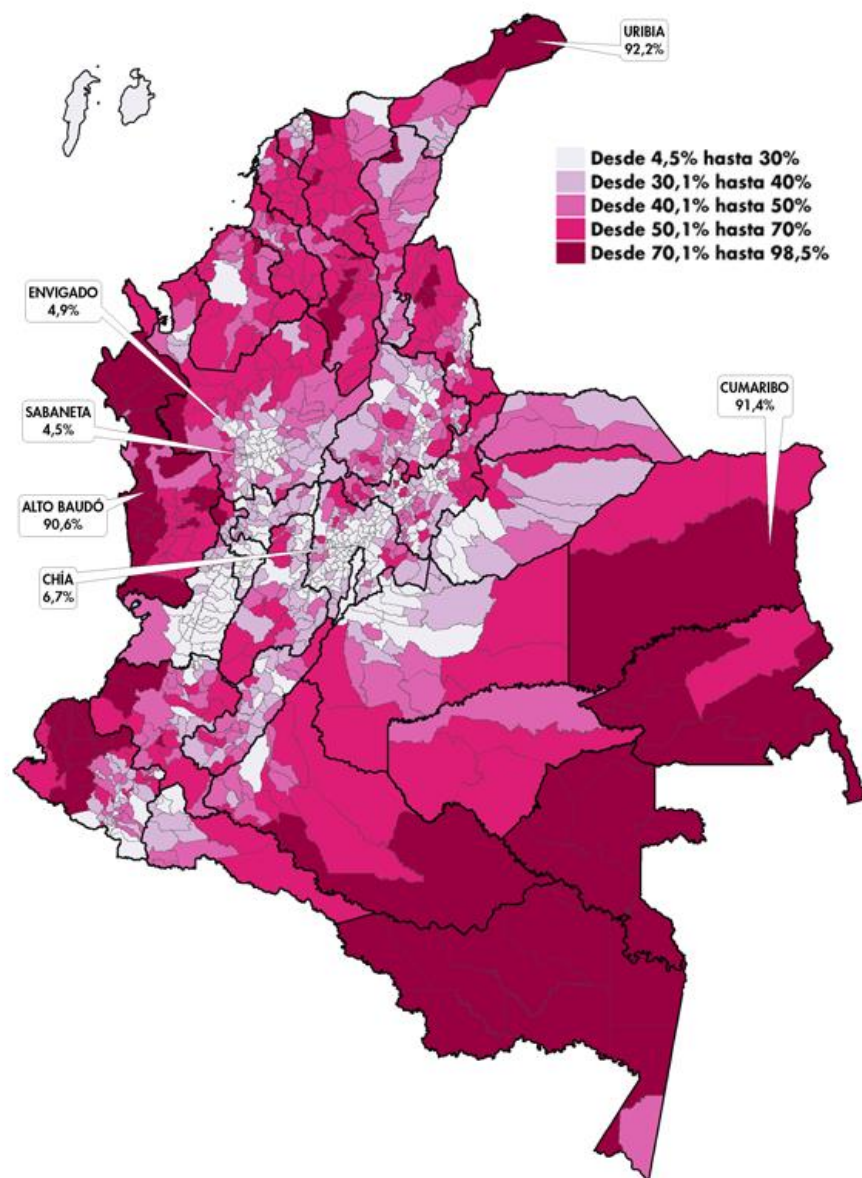 URIBIA
92,2%
Desde 4,5% hasta 30%
Desde 30,1% hasta 40%
Desde 40,1% hasta 50%
Desde 50,1% hasta 70%
Desde 70,1% hasta 98,5%
ENVIGADO
4,9%
SABANETA
4,5%
CUMARIBO
91,4%
ALTO BAUDÓ
90,6%
CHÍA
6,7%